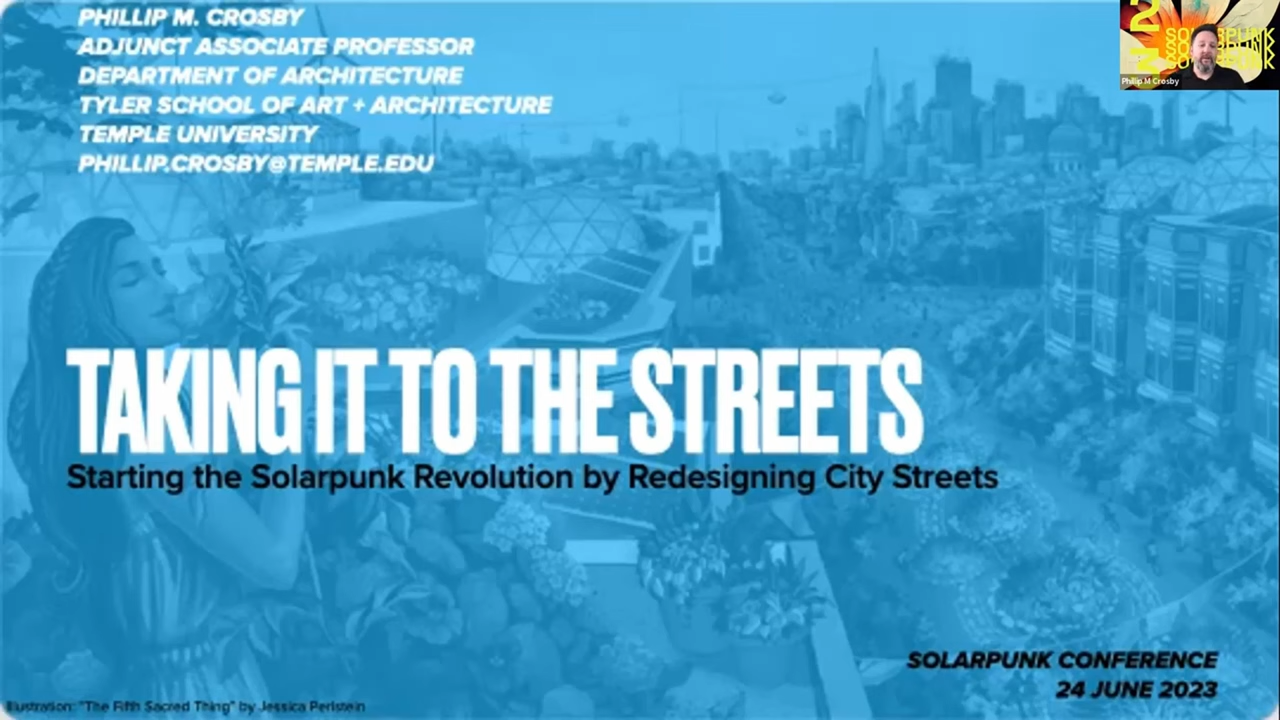 PHILLIP M. CROSBY
ADJUNCT ASSOCIATE PROFESSOR
DEPARTMENT OF ARCHITECTURE
TYLER SCHOOL OF ART + ARCHITECTURE
TEMPLE UNIVERSITY
PHILLIP.CROSBY@TEMPLE.EDU
Philip M Crosby
TAKING IT TO THE STREETS
Starting the Solarpunk Revolution by Redesigning City Streets
SOLARPUNK CONFERENCE
24 JUNE 2023
Illustration: "The Fifth Sacred Thing" by Jessica Perlstein